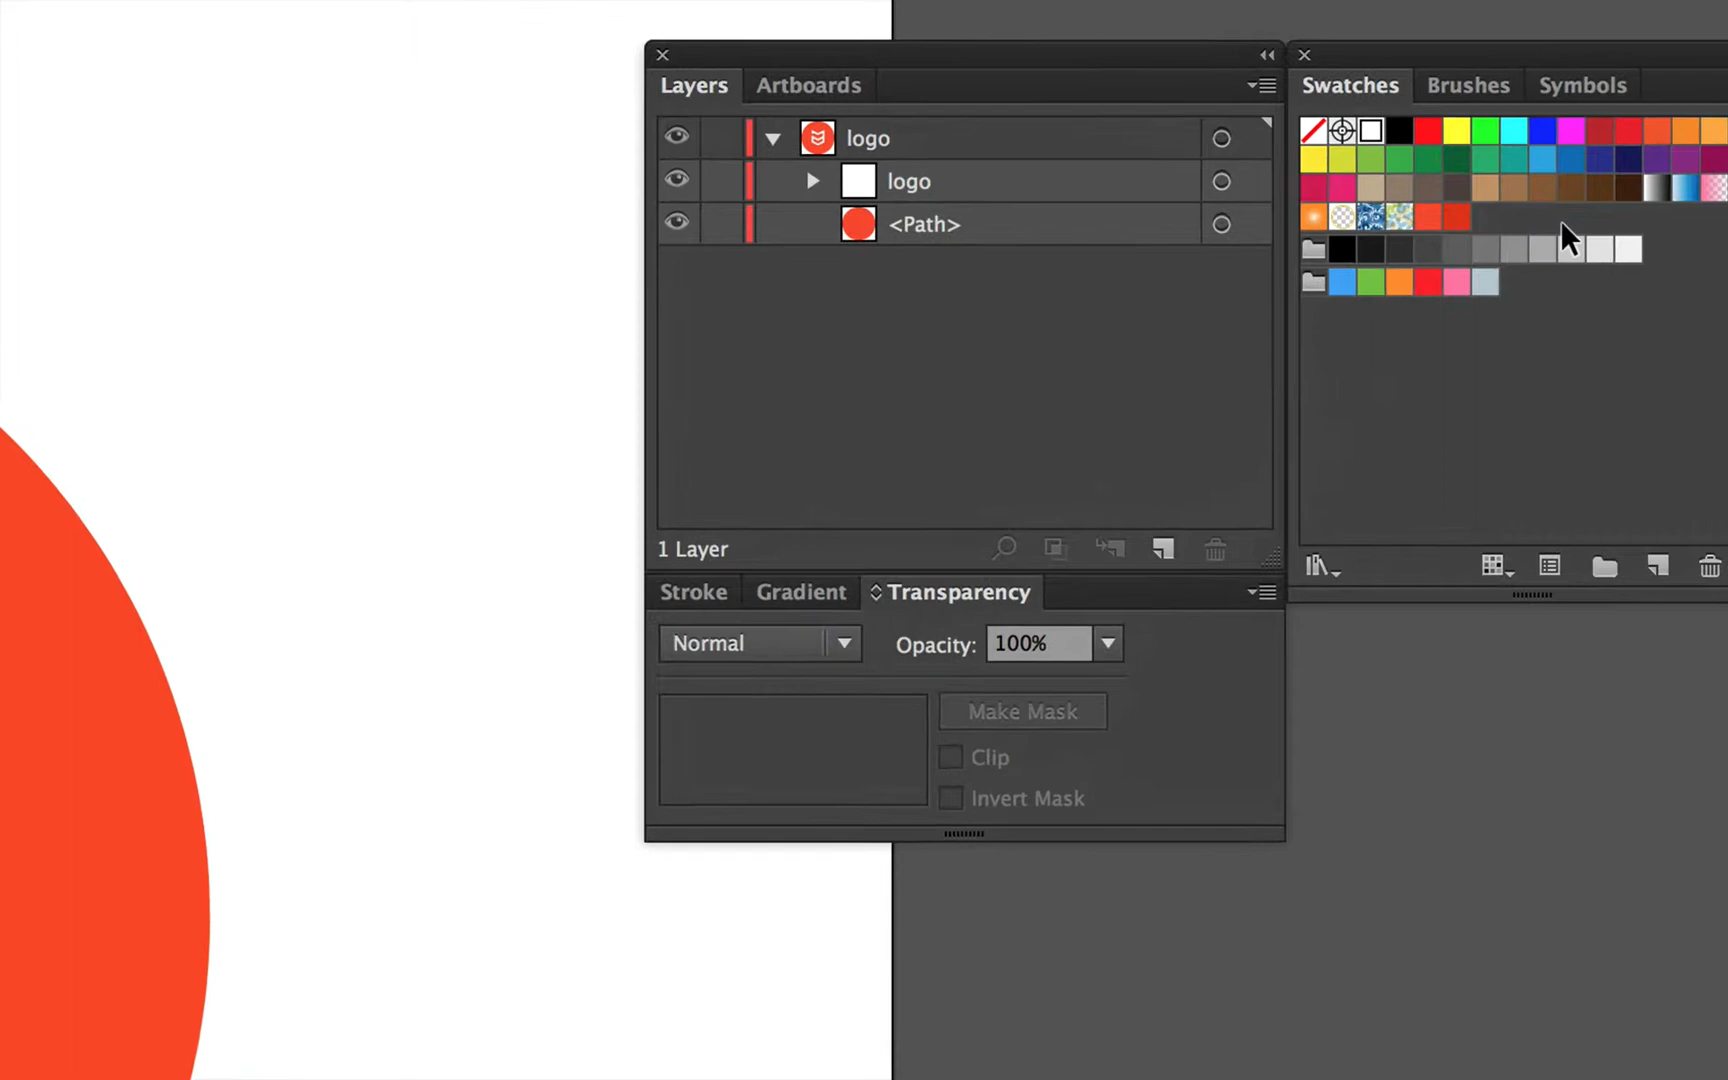 Layers Artboards
Swatches Brushes Symbols
logo
logo
<Path>
1 Layer
Stroke Gradient Transparency
Normal Opacity: 100%
Make Mask
Clip
Invert Mask